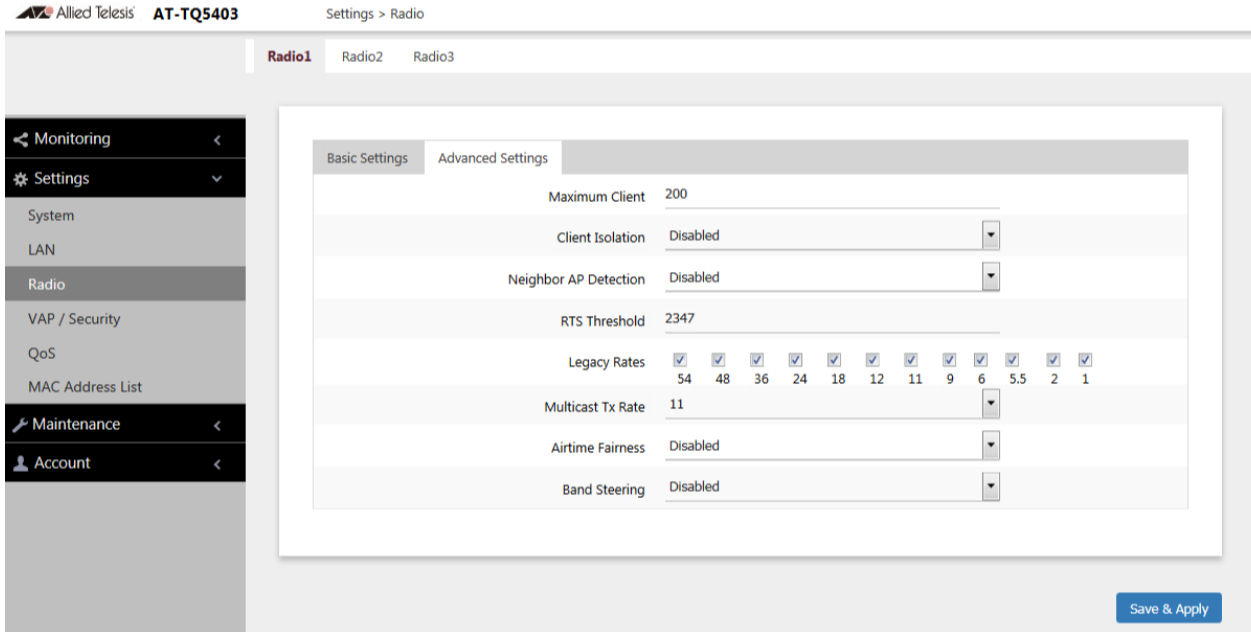 Allied Telesis AT-TQ5403 Settings > Radio
Radio1 Radio2 Radio3
Monitoring
Settings
System
LAN
Radio
VAP / Security
QoS
MAC Address List
Maintenance
Account
Basic Settings Advanced Settings
Maximum Client 200
Client Isolation Disabled
Neighbor AP Detection Disabled
RTS Threshold 2347
Legacy Rates
54 48 36 24 18 12 11 9 6 5.5 2 1
Multicast Tx Rate 11
Airtime Fairness Disabled
Band Steering Disabled
Save & Apply